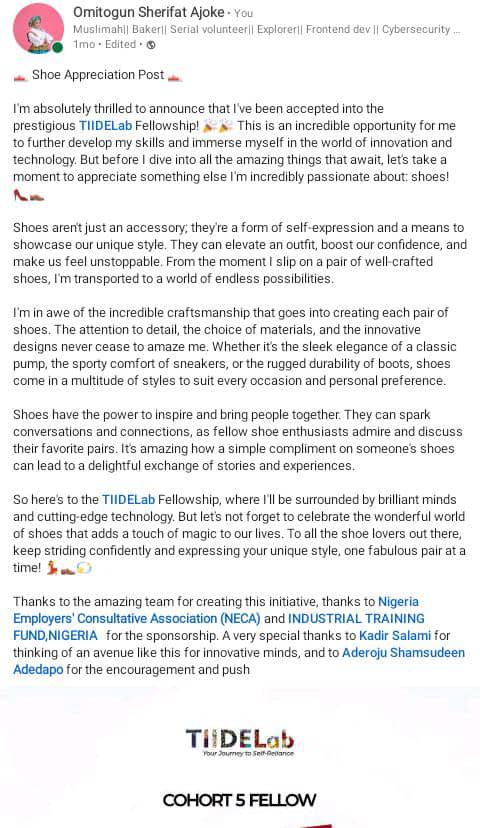 Omitogun Sherifat Ajoke • You
Muslimah|| Baker|| Serial volunteer|| Explorer|| Frontend dev || Cybersecurity ...
1mo • Edited •
👟 Shoe Appreciation Post 👟
I'm absolutely thrilled to announce that I've been accepted into the
prestigious TIIDELab Fellowship! 🎉🎉 This is an incredible opportunity for me
to further develop my skills and immerse myself in the world of innovation and
technology. But before I dive into all the amazing things that await, let's take a
moment to appreciate something else I'm incredibly passionate about: shoes!
👠👞
Shoes aren't just an accessory; they're a form of self-expression and a means to
showcase our unique style. They can elevate an outfit, boost our confidence, and
make us feel unstoppable. From the moment I slip on a pair of well-crafted
shoes, I'm transported to a world of endless possibilities.
I'm in awe of the incredible craftsmanship that goes into creating each pair of
shoes. The attention to detail, the choice of materials, and the innovative
designs never cease to amaze me. Whether it's the sleek elegance of a classic
pump, the sporty comfort of sneakers, or the rugged durability of boots, shoes
come in a multitude of styles to suit every occasion and personal preference.
Shoes have the power to inspire and bring people together. They can spark
conversations and connections, as fellow shoe enthusiasts admire and discuss
their favorite pairs. It's amazing how a simple compliment on someone's shoes
can lead to a delightful exchange of stories and experiences.
So here's to the TIIDELab Fellowship, where I'll be surrounded by brilliant minds
and cutting-edge technology. But let's not forget to celebrate the wonderful world
of shoes that adds a touch of magic to our lives. To all the shoe lovers out there,
keep striding confidently and expressing your unique style, one fabulous pair at a
time! 💃👞💫
Thanks to the amazing team for creating this initiative, thanks to Nigeria
Employers' Consultative Association (NECA) and INDUSTRIAL TRAINING
FUND,NIGERIA for the sponsorship. A very special thanks to Kadir Salami for
thinking of an avenue like this for innovative minds, and to Aderoju Shamsudeen
Adedapo for the encouragement and push
TIIDELab
Your Journey to Self-Reliance
COHORT 5 FELLOW